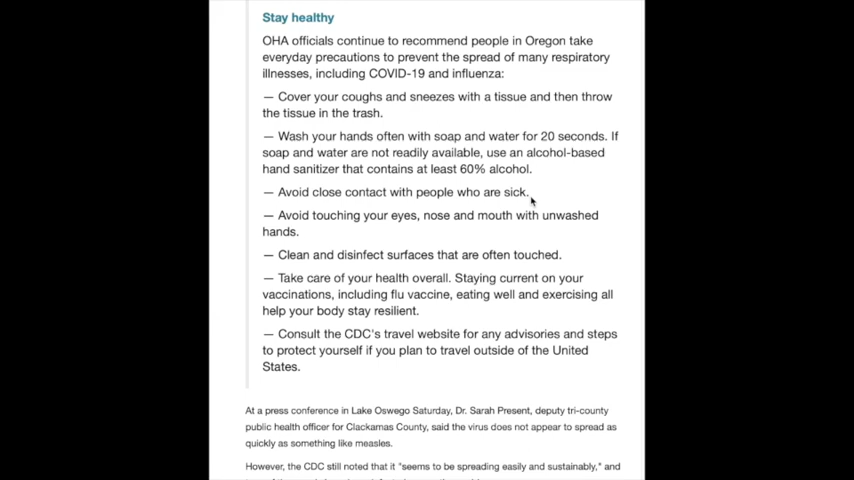 Stay healthy
OHA officials continue to recommend people in Oregon take
everyday precautions to prevent the spread of many respiratory
illnesses, including COVID-19 and influenza:
— Cover your coughs and sneezes with a tissue and then throw
the tissue in the trash.
— Wash your hands often with soap and water for 20 seconds. If
soap and water are not readily available, use an alcohol-based
hand sanitizer that contains at least 60% alcohol.
— Avoid close contact with people who are sick.
— Avoid touching your eyes, nose and mouth with unwashed
hands.
— Clean and disinfect surfaces that are often touched.
— Take care of your health overall. Staying current on your
vaccinations, including flu vaccine, eating well and exercising all
help your body stay resilient.
— Consult the CDC's travel website for any advisories and steps
to protect yourself if you plan to travel outside of the United
States.
At a press conference in Lake Oswego Saturday, Dr. Sarah Present, deputy tri-county
public health officer for Clackamas County, said the virus does not appear to spread as
quickly as something like measles.
However, the CDC still noted that it "seems to be spreading easily and sustainably," and